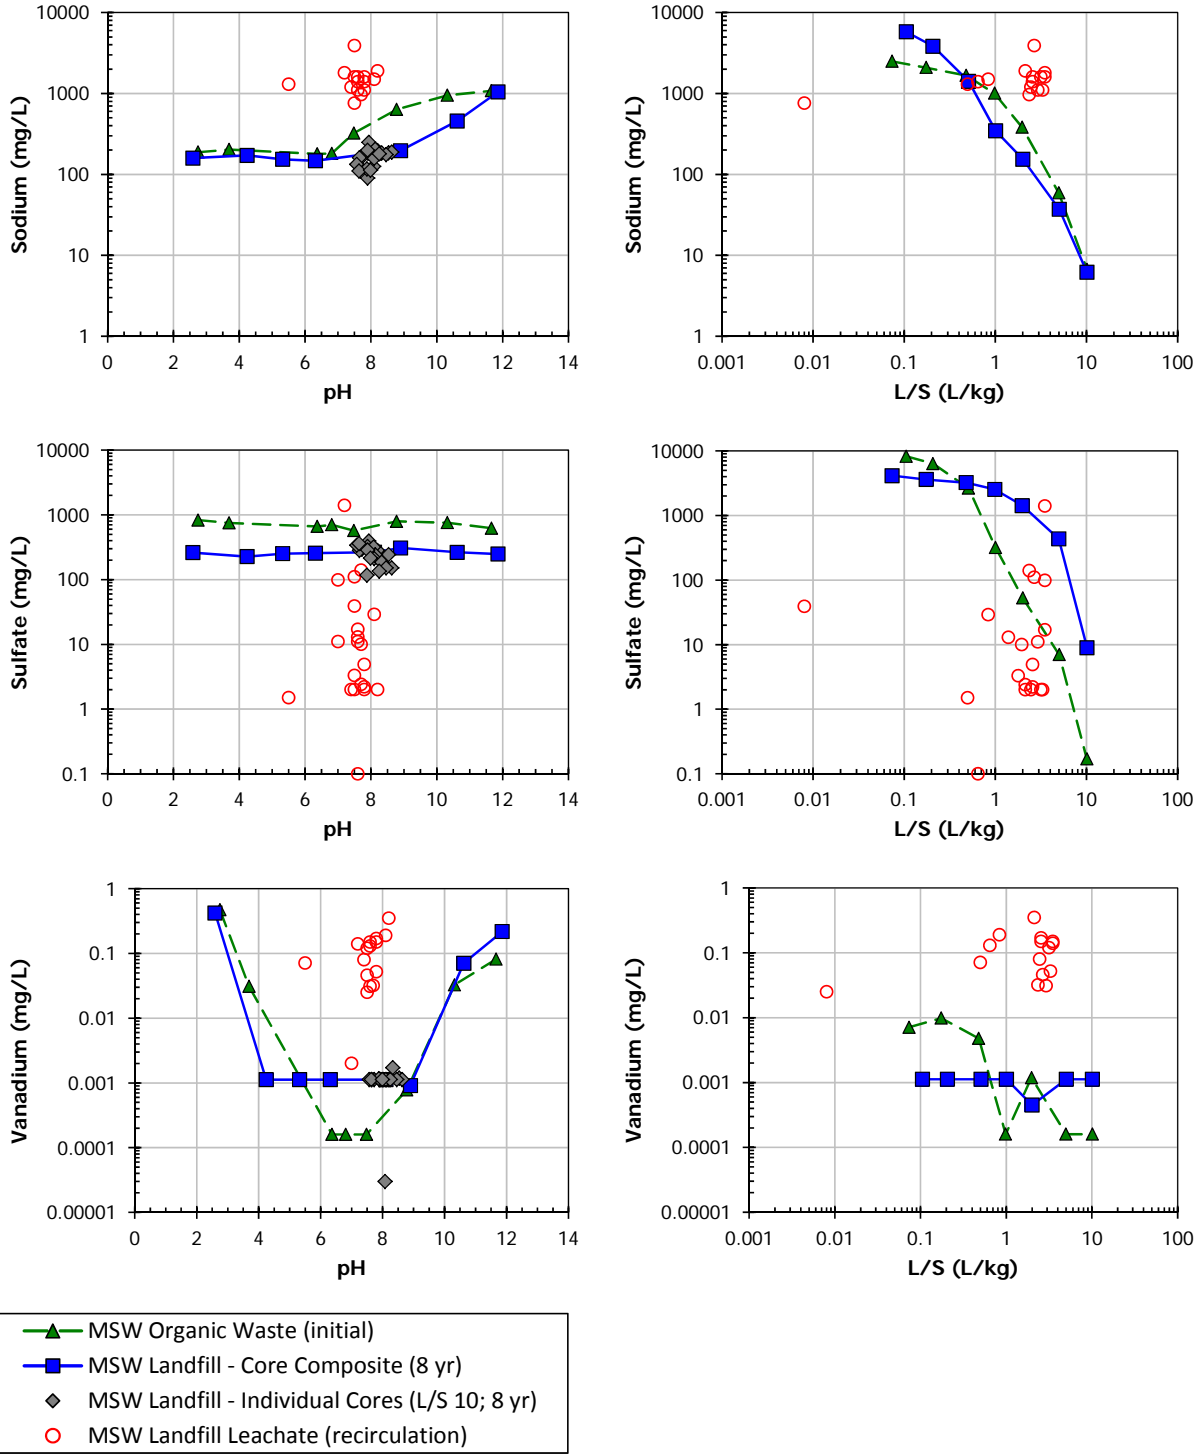 10000
1000
100
10
1
Sodium (mg/L)
0 2 4 6 8 10 12 14
pH
10000
1000
100
10
1
Sodium (mg/L)
0.001 0.01 0.1 1 10 100
L/S (L/kg)
10000
1000
100
10
1
0.1
Sulfate (mg/L)
0 2 4 6 8 10 12 14
pH
10000
1000
100
10
1
0.1
Sulfate (mg/L)
0.001 0.01 0.1 1 10 100
L/S (L/kg)
1
0.1
0.01
0.001
0.0001
0.00001
Vanadium (mg/L)
0 2 4 6 8 10 12 14
pH
1
0.1
0.01
0.001
0.0001
0.00001
Vanadium (mg/L)
0.001 0.01 0.1 1 10 100
L/S (L/kg)
MSW Organic Waste (initial)
MSW Landfill - Core Composite (8 yr)
MSW Landfill - Individual Cores (L/S 10; 8 yr)
MSW Landfill Leachate (recirculation)